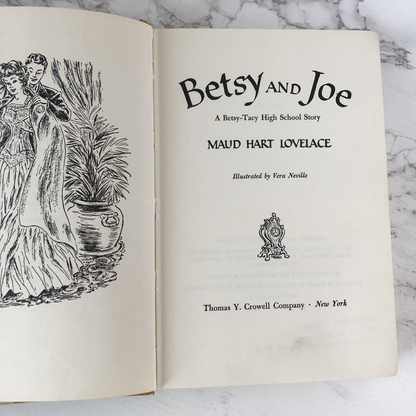 Betsy AND Joe
A Betsy-Tacy High School Story
MAUD HART LOVELACE
Illustrated by Vera Neville
Thomas Y. Crowell Company · New York